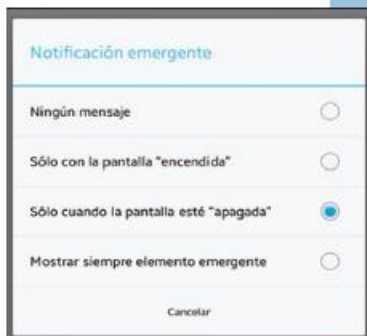 Notificación emergente
Ningún mensaje
Sólo con la pantalla "encendida"
Sólo cuando la pantalla esté "apagada"
Mostrar siempre elemento emergente
Cancelar